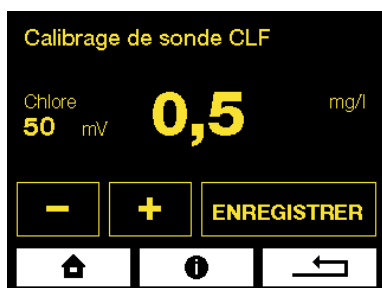 Calibrage de sonde CLF
Chlore
50 mV
0,5 mg/l
− + ENREGISTRER